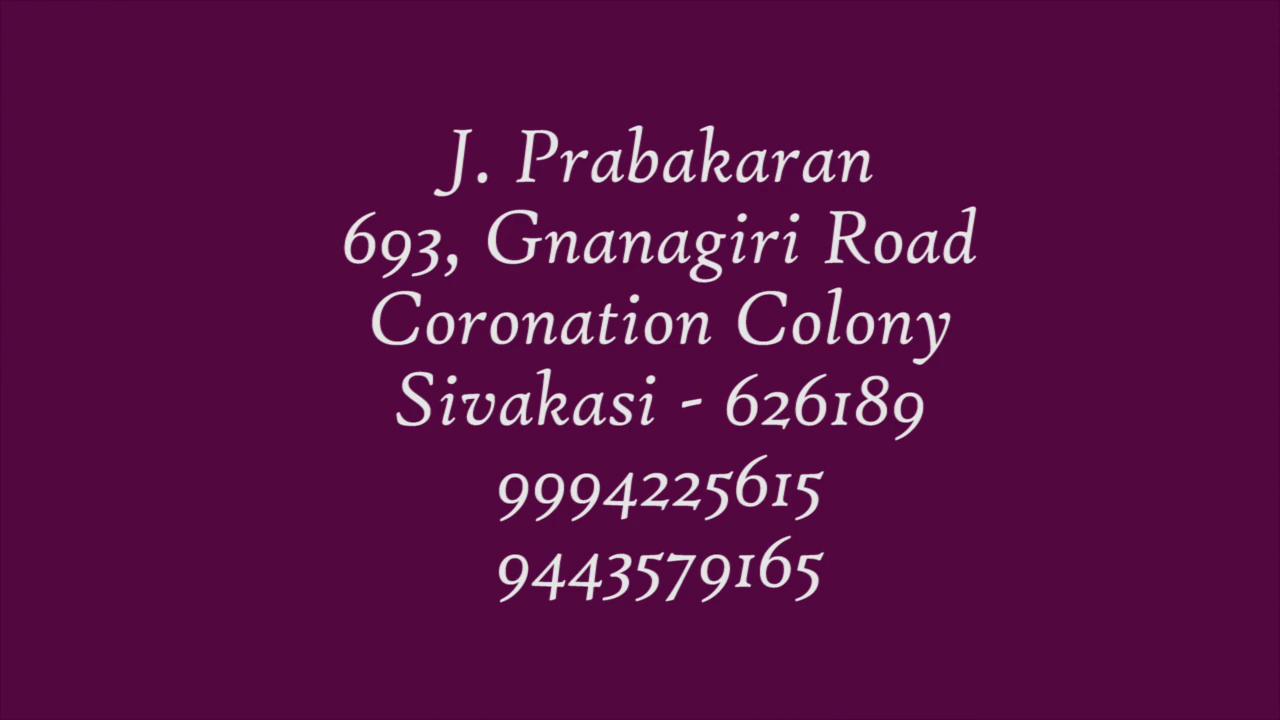 J. Prabakaran
693, Gnanagiri Road
Coronation Colony
Sivakasi - 626189
9994225615
9443579165